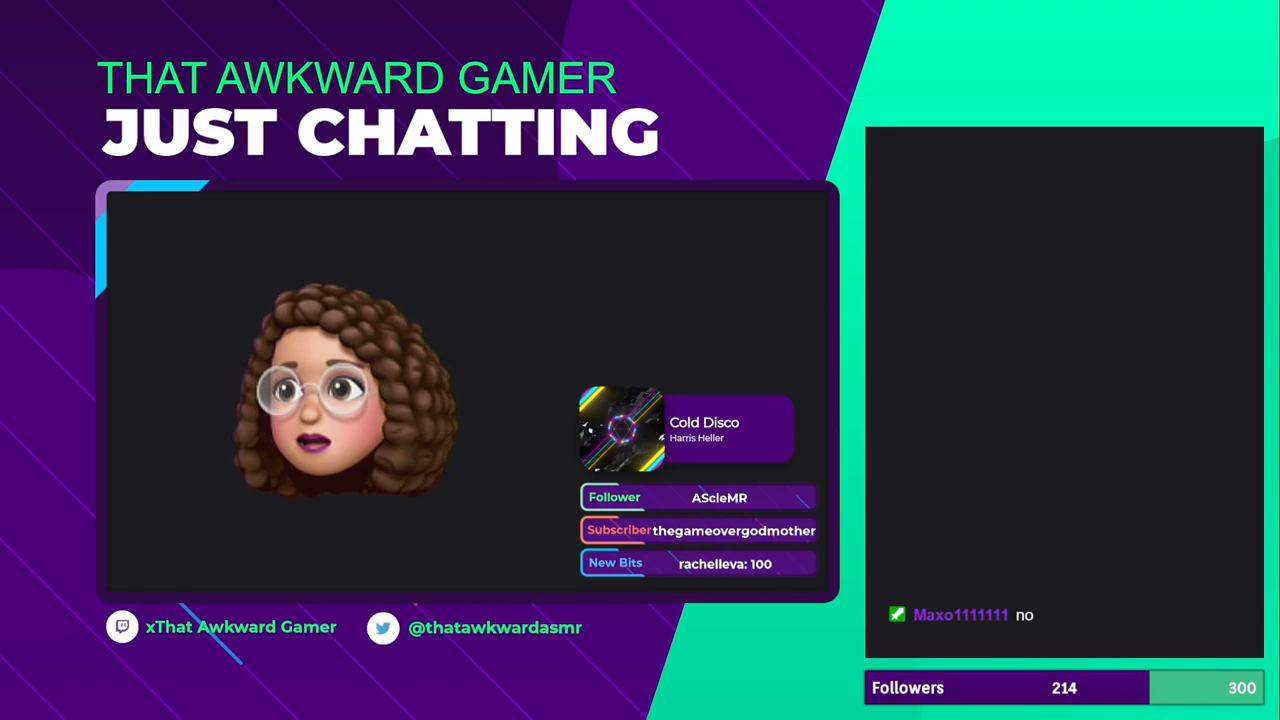 THAT AWKWARD GAMER
JUST CHATTING
Cold Disco
Harris Heller
Follower AScleMR
Subscriber thegameovergodmother
New Bits rachelleva: 100
xThat Awkward Gamer @thatawkwardasmr
Maxo1111111 no
Followers 214 300